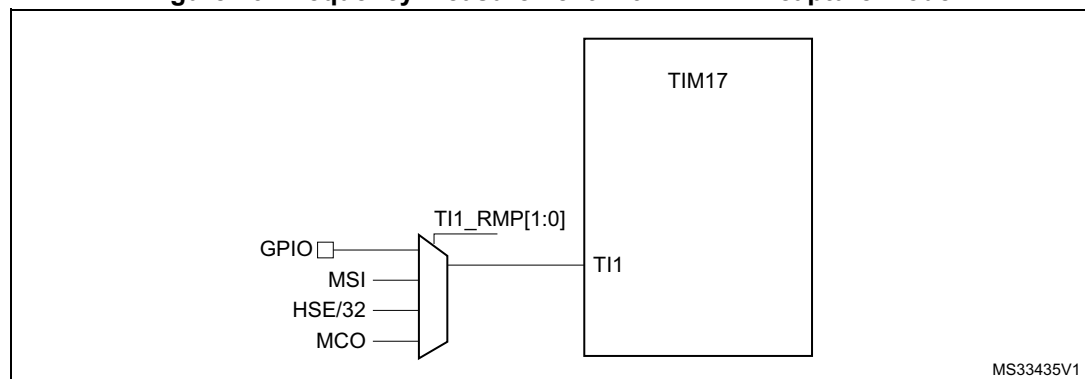 TIM17
TI1_RMP[1:0]
GPIO
TI1
MSI
HSE/32
MCO
MS33435V1